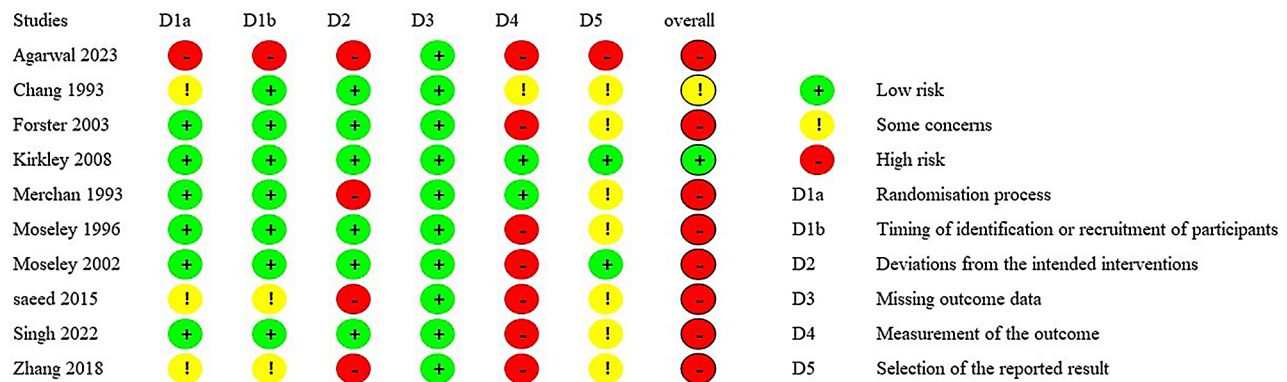 Studies D1a D1b D2 D3 D4 D5 overall
Agarwal 2023 - - - + - - -
Chang 1993 ! + + + ! ! ! + Low risk
Forster 2003 + + + + - ! - ! Some concerns
Kirkley 2008 + + + + + + + - High risk
Merchan 1993 + + - + + ! - D1a Randomisation process
Moseley 1996 + + + + - ! - D1b Timing of identification or recruitment of participants
Moseley 2002 + + + + - + - D2 Deviations from the intended interventions
saeed 2015 ! ! - + - ! - D3 Missing outcome data
Singh 2022 + + + + - ! - D4 Measurement of the outcome
Zhang 2018 ! ! - + - ! - D5 Selection of the reported result